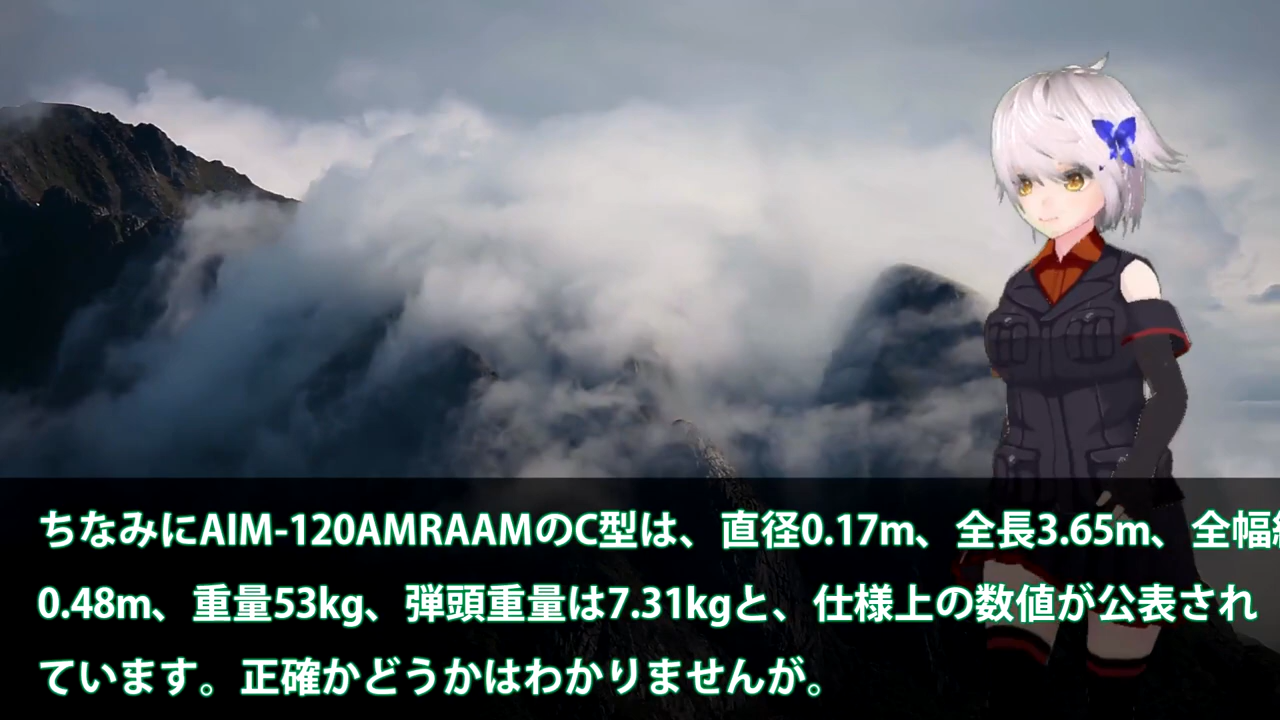 ちなみにAIM-120AMRAAMのC型は、直径0.17m、全長3.65m、全幅
0.48m、重量53kg、弾頭重量は7.31kgと、仕様上の数値が公表され
ています。正確かどうかはわかりませんが。